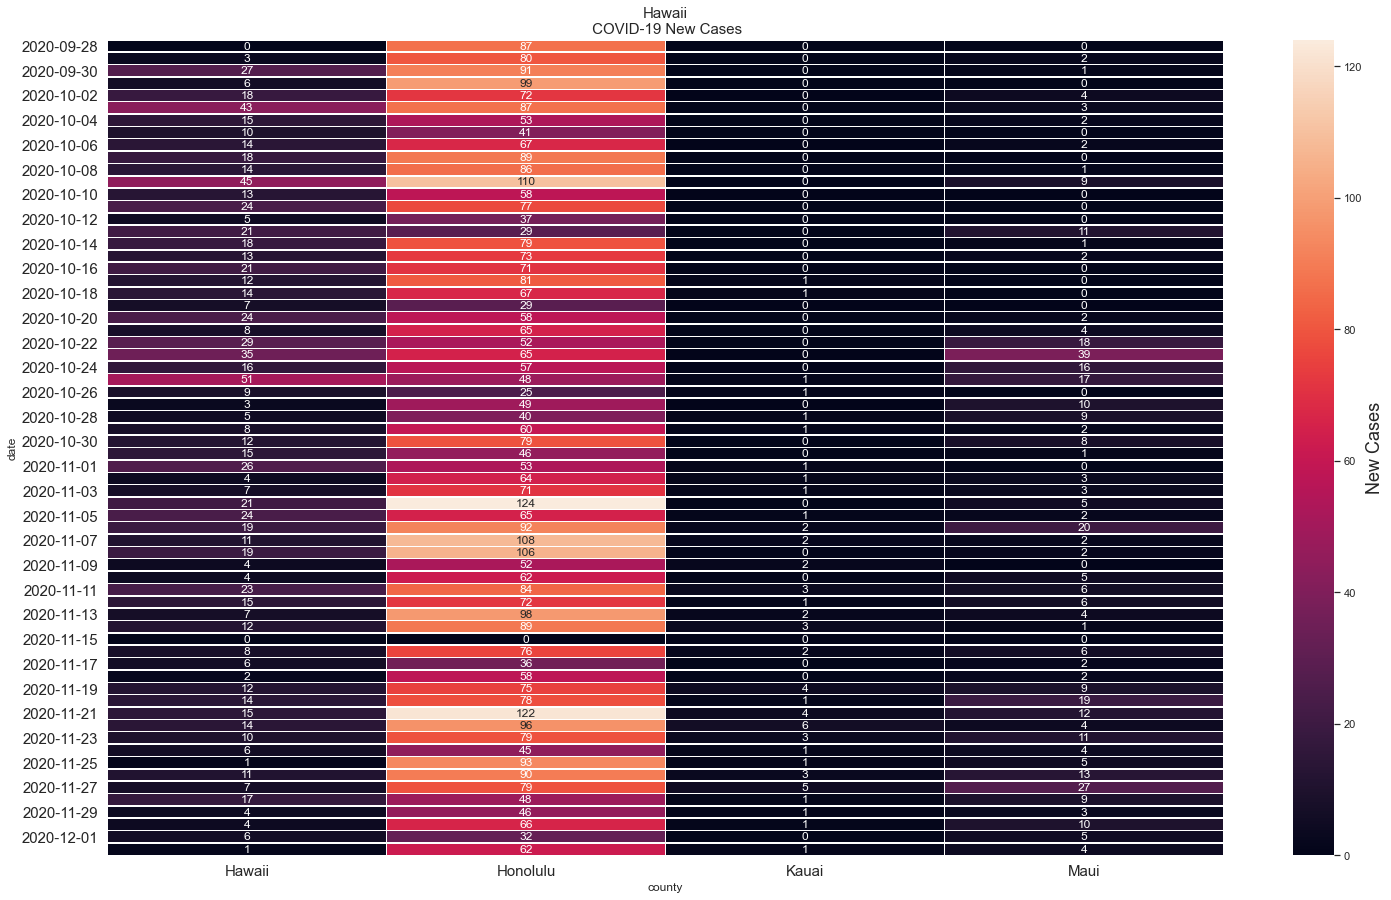 Hawaii
COVID-19 New Cases
2020-09-28 0 87 0 0
3 80 0 2
2020-09-30 27 91 0 1
6 99 0 0
2020-10-02 18 72 0 4
43 87 0 3
2020-10-04 15 53 0 2
10 41 0 0
2020-10-06 14 67 0 2
18 89 0 0
2020-10-08 14 86 0 1
45 110 0 9
2020-10-10 13 58 0 0
24 77 0 0
2020-10-12 5 37 0 0
21 29 0 11
2020-10-14 18 79 0 1
13 73 0 2
2020-10-16 21 71 0 0
12 81 1 0
2020-10-18 14 67 1 0
7 29 0 0
2020-10-20 24 58 0 2
8 65 0 4
2020-10-22 29 52 0 18
35 65 0 39
2020-10-24 16 57 0 16
51 48 1 17
2020-10-26 9 25 1 0
3 49 0 10
2020-10-28 5 40 1 9
8 60 1 2
2020-10-30 12 79 0 8
15 46 0 1
2020-11-01 26 53 1 0
4 64 1 3
2020-11-03 7 71 1 3
21 124 0 5
2020-11-05 24 65 1 2
19 92 2 20
2020-11-07 11 108 2 2
19 106 0 2
2020-11-09 4 52 2 0
4 62 0 5
2020-11-11 23 84 3 6
15 72 1 6
2020-11-13 7 98 2 4
12 89 3 1
2020-11-15 0 0 0 0
8 76 2 6
2020-11-17 6 36 0 2
2 58 0 2
2020-11-19 12 75 4 9
14 78 1 19
2020-11-21 15 122 4 12
14 96 6 4
2020-11-23 10 79 3 11
6 45 1 4
2020-11-25 1 93 1 5
11 90 3 13
2020-11-27 7 79 5 27
17 48 1 9
2020-11-29 4 46 1 3
4 66 1 10
2020-12-01 6 32 0 5
1 62 1 4
Hawaii Honolulu Kauai Maui
county
date
120
100
80
60
40
20
0
New Cases